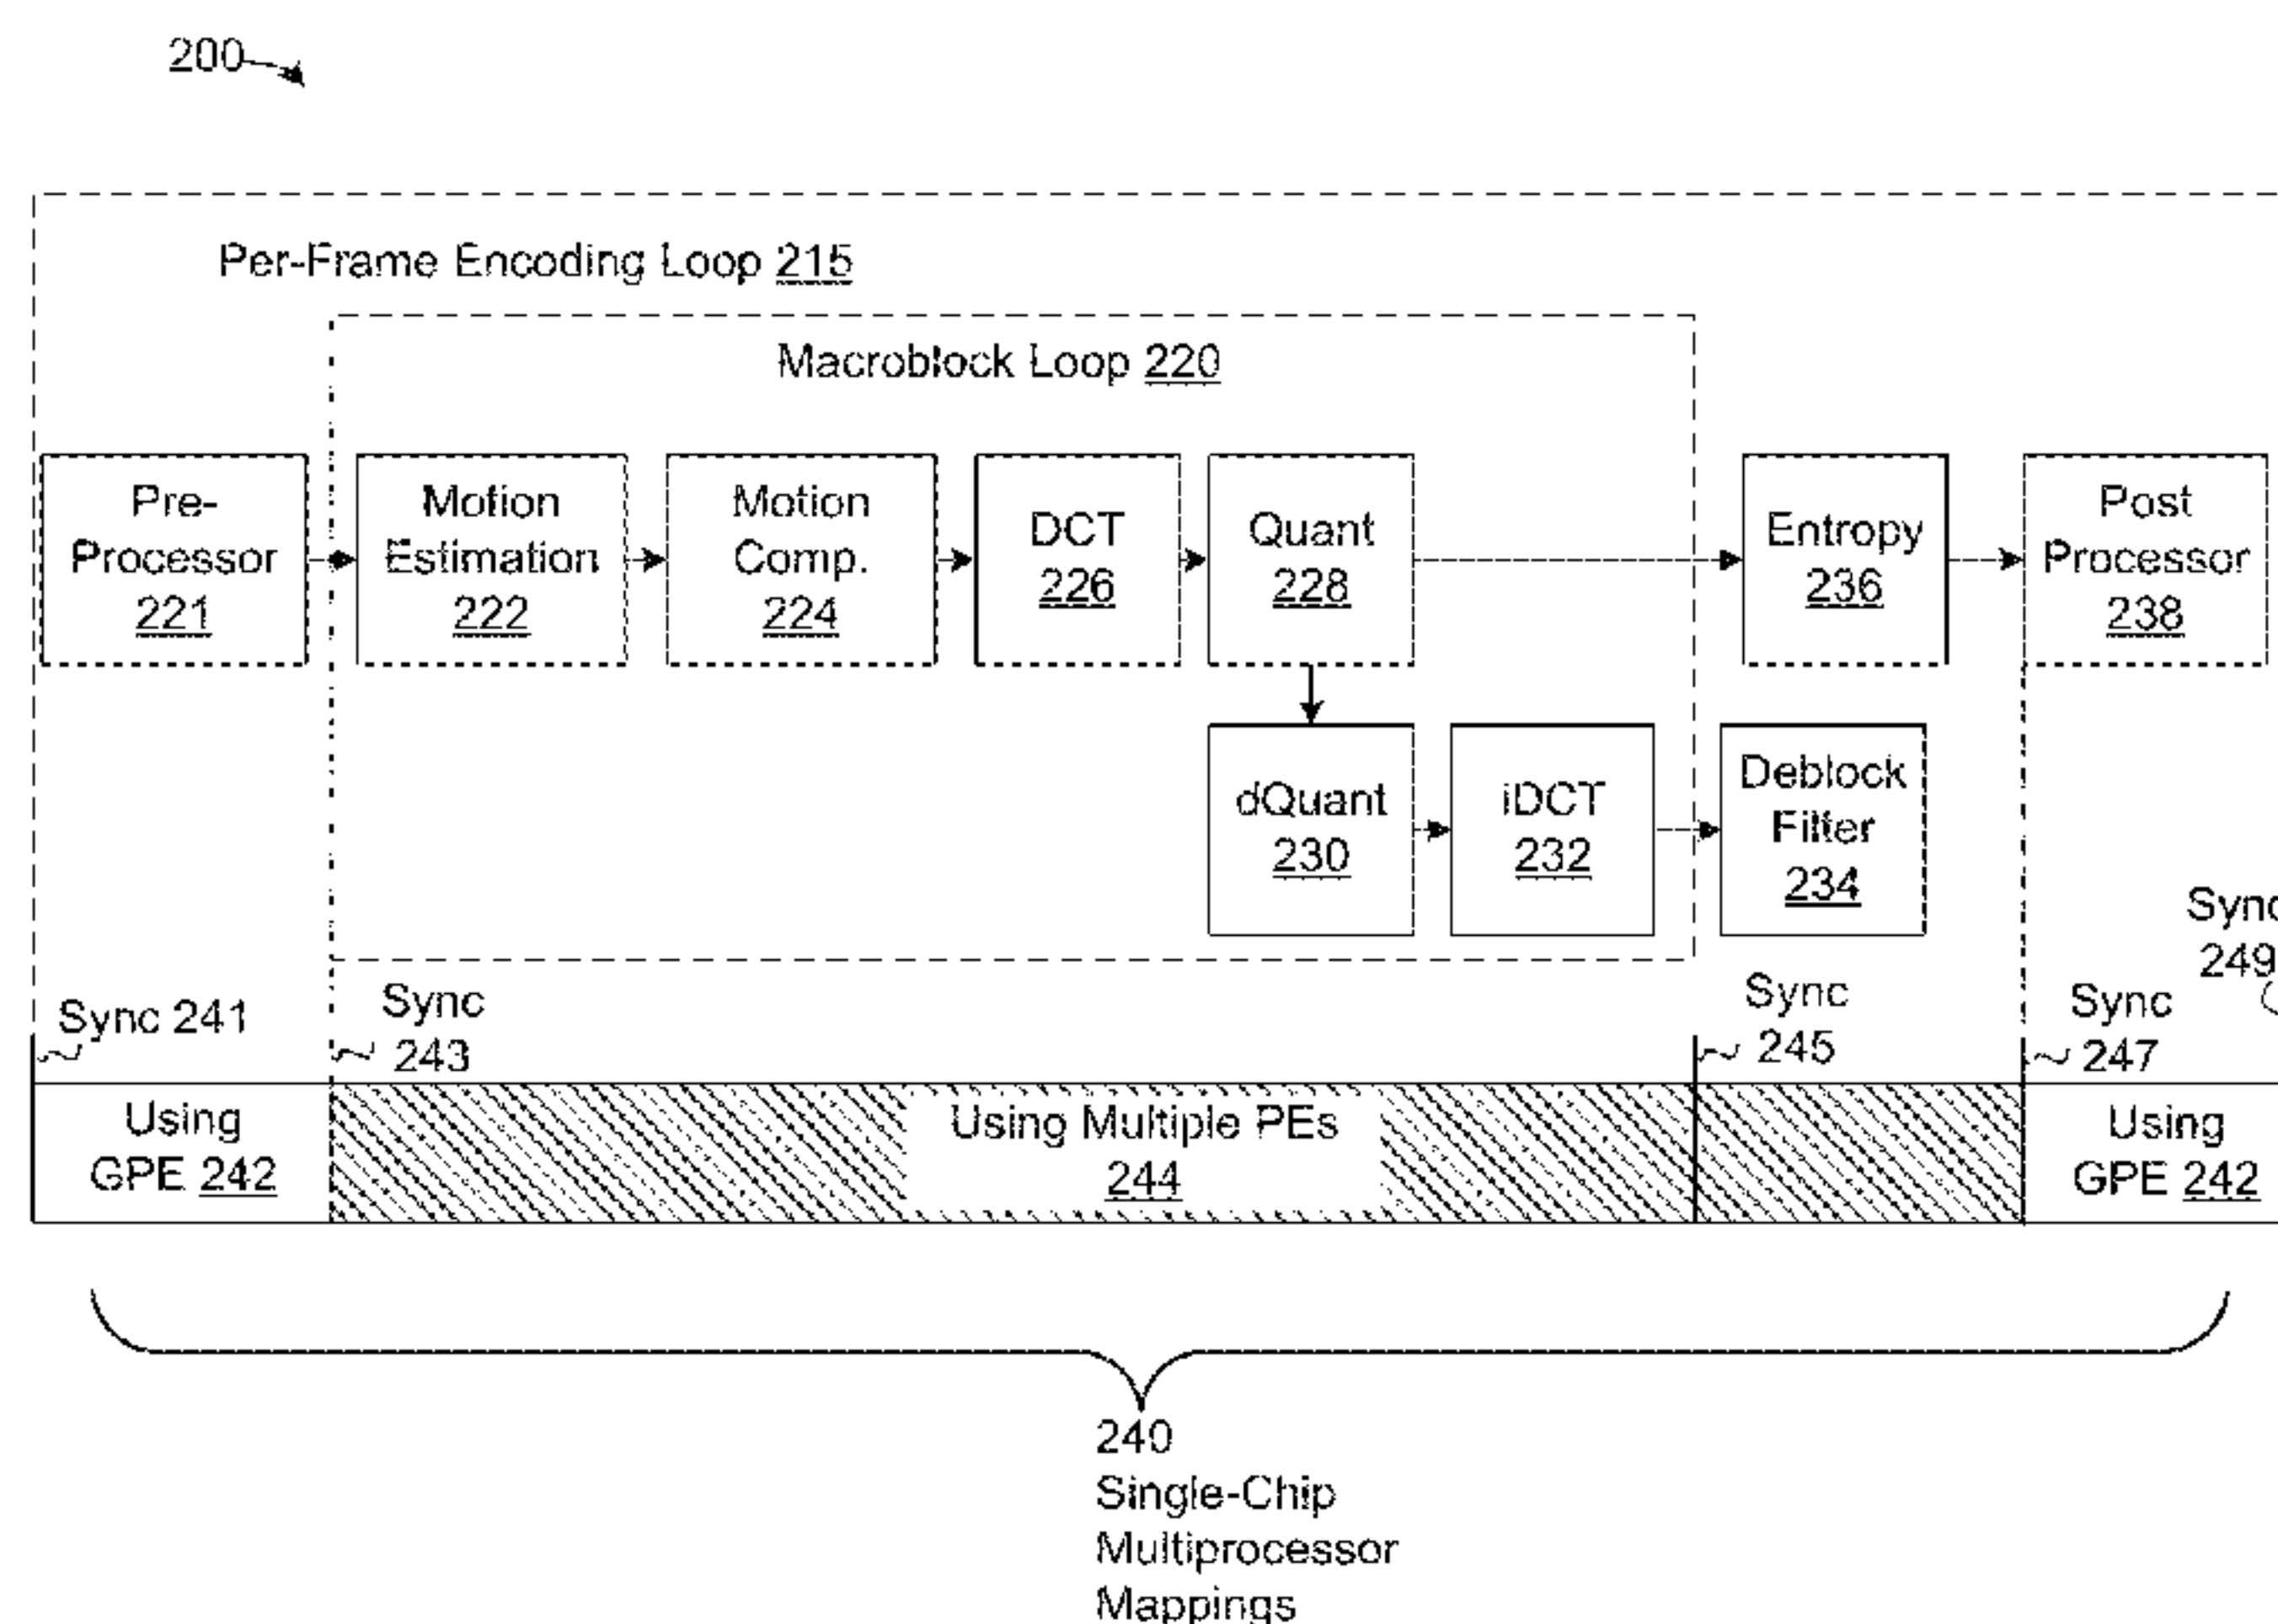 200
Per-Frame Encoding Loop 215
Macroblock Loop 220
Pre-
Processor
221
Motion
Estimation
222
Motion
Comp.
224
DCT
226
Quant
228
Entropy
236
Post
Processor
238
dQuant
230
iDCT
232
Deblock
Filter
234
Sync 241
Sync
243
Sync
245
Sync
247
Sync
249
Using
GPE 242
Using Multiple PEs
244
Using
GPE 242
240
Single-Chip
Multiprocessor
Mappings